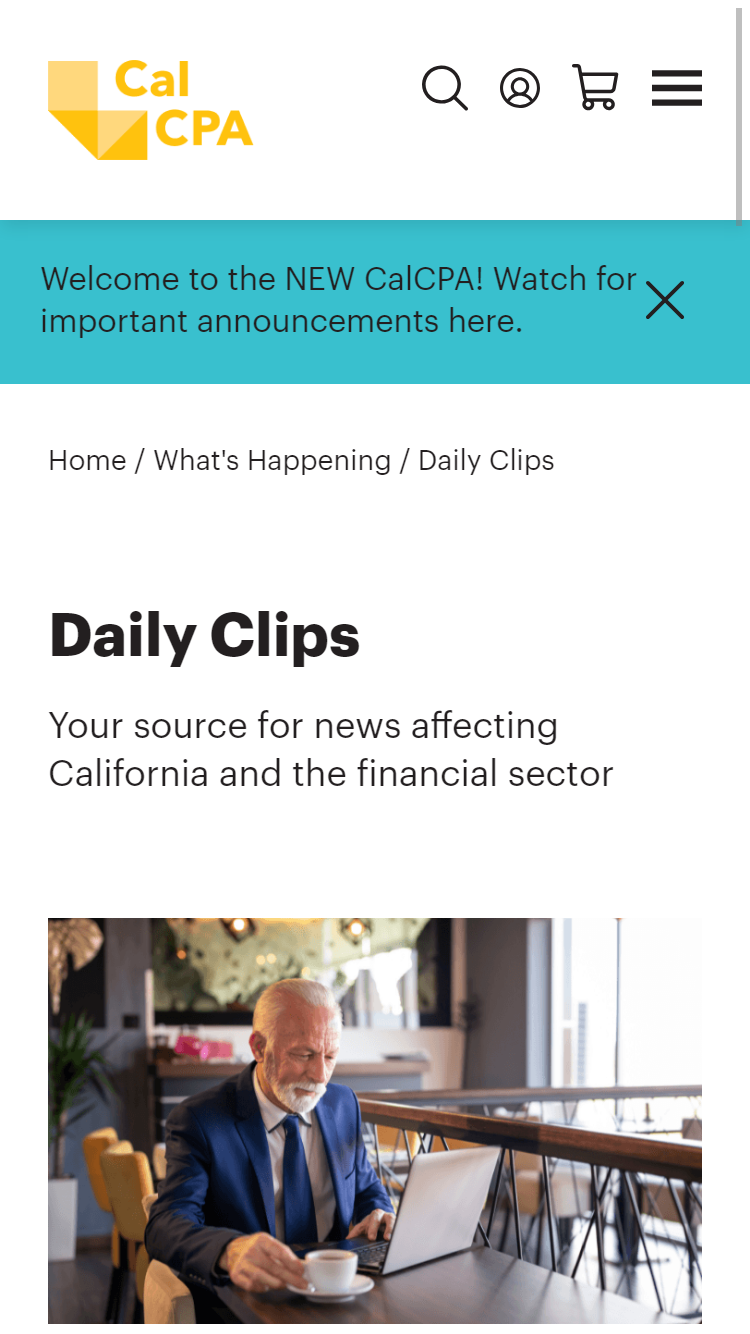 Cal
CPA
Welcome to the NEW CalCPA! Watch for
important announcements here.
Home / What's Happening / Daily Clips
Daily Clips
Your source for news affecting
California and the financial sector